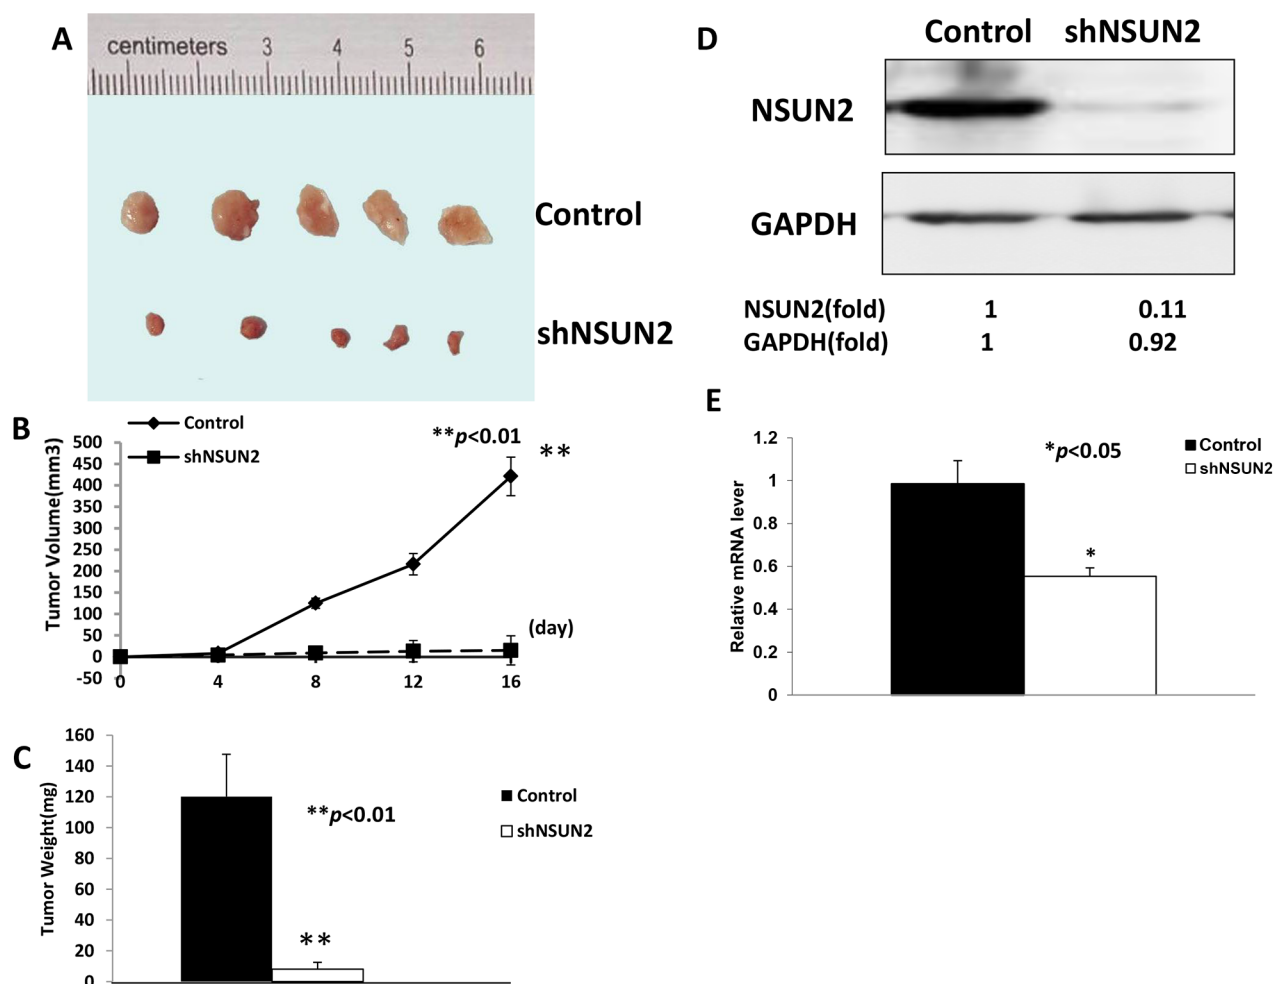 A
centimeters 3 4 5 6
Control
shNSUN2
B
Control
shNSUN2
**p<0.01
**
Tumor Volume(mm3)
500
450
400
350
300
250
200
150
100
50
0
-50
0 4 8 12 16
(day)
C
Tumor Weight(mg)
160
140
120
100
80
60
40
20
0
**p<0.01
**
Control
shNSUN2
D
Control shNSUN2
NSUN2
GAPDH
NSUN2(fold) 1 0.11
GAPDH(fold) 1 0.92
E
Relative mRNA lever
1.2
1
0.8
0.6
0.4
0.2
0
*p<0.05
*
Control
shNSUN2